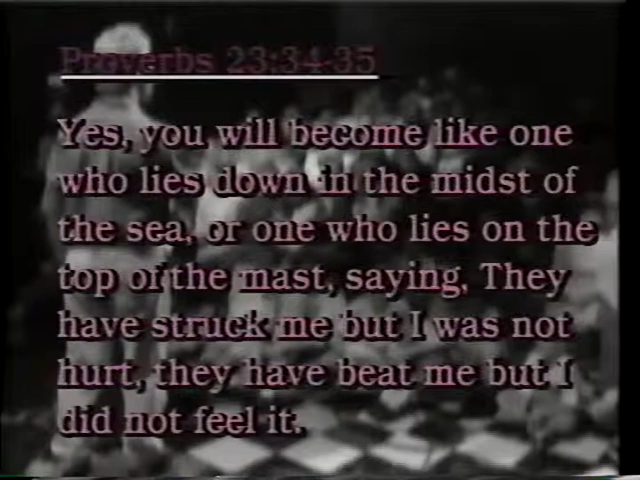 Proverbs 23:34-35
Yes, you will become like one
who lies down in the midst of
the sea, or one who lies on the
top of the mast, saying, They
have struck me but I was not
hurt, they have beat me but I
did not feel it.